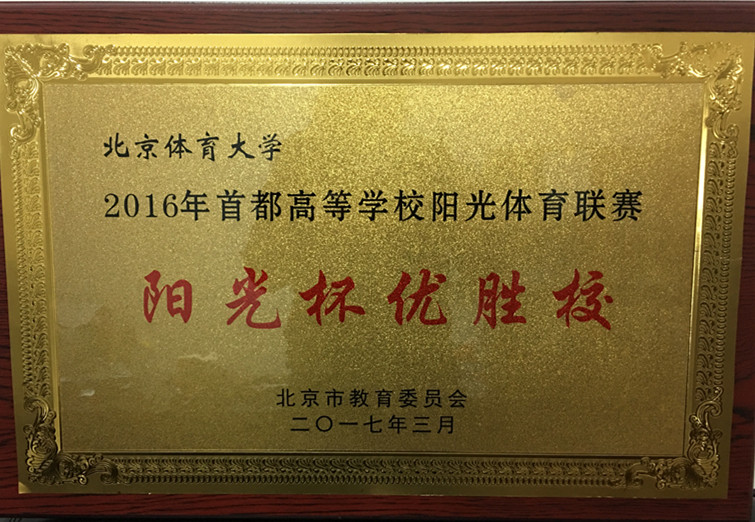 北京体育大学
2016年首都高等学校阳光体育联赛
阳光杯优胜校
北京市教育委员会
二〇一七年三月